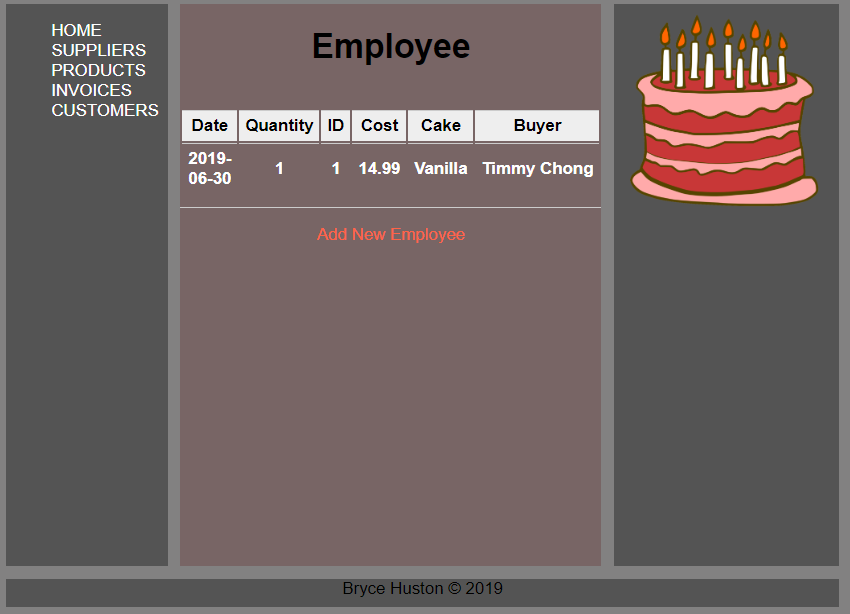 HOME
SUPPLIERS
PRODUCTS
INVOICES
CUSTOMERS
Employee
Date Quantity ID Cost Cake Buyer
2019-
06-30 1 1 14.99 Vanilla Timmy Chong
Add New Employee
Bryce Huston © 2019